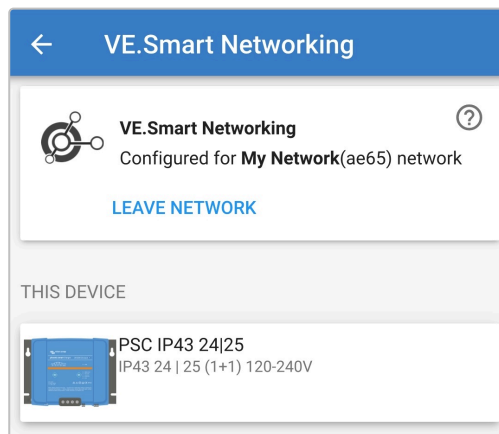 VE.Smart Networking
VE.Smart Networking
Configured for My Network(ae65) network
LEAVE NETWORK
THIS DEVICE
PSC IP43 24|25
IP43 24 | 25 (1+1) 120-240V